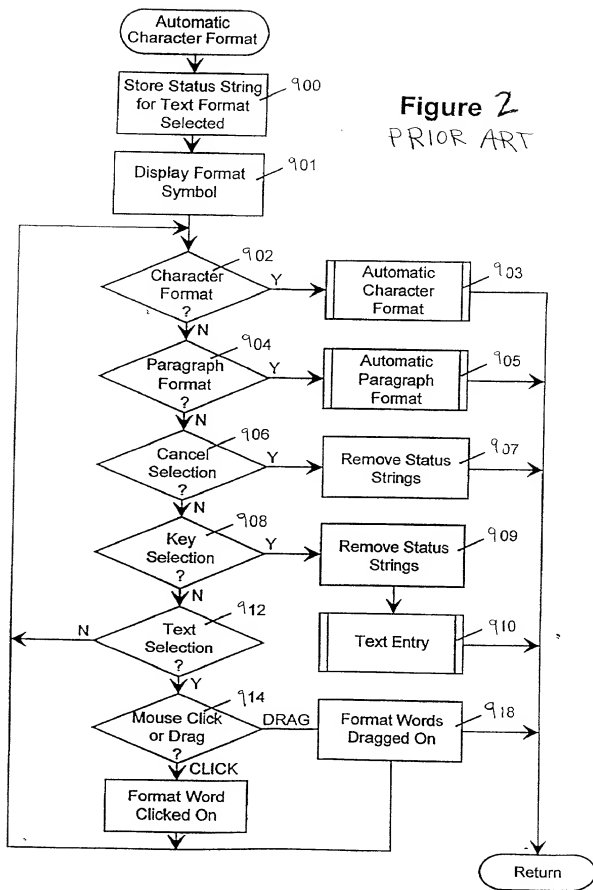 Automatic
Character Format
Store Status String
for Text Format
Selected
900
Figure 2
PRIOR ART
Display Format
Symbol
901
Character
Format
?
902
Y
N
Automatic
Character
Format
903
Paragraph
Format
?
904
Y
N
Automatic
Paragraph
Format
905
Cancel
Selection
?
906
Y
N
Remove Status
Strings
907
Key
Selection
?
908
Y
N
Remove Status
Strings
909
Text
Selection
?
912
N
Y
Text Entry
910
Mouse Click
or Drag
?
914
DRAG
CLICK
Format Words
Dragged On
918
Format Word
Clicked On
Return